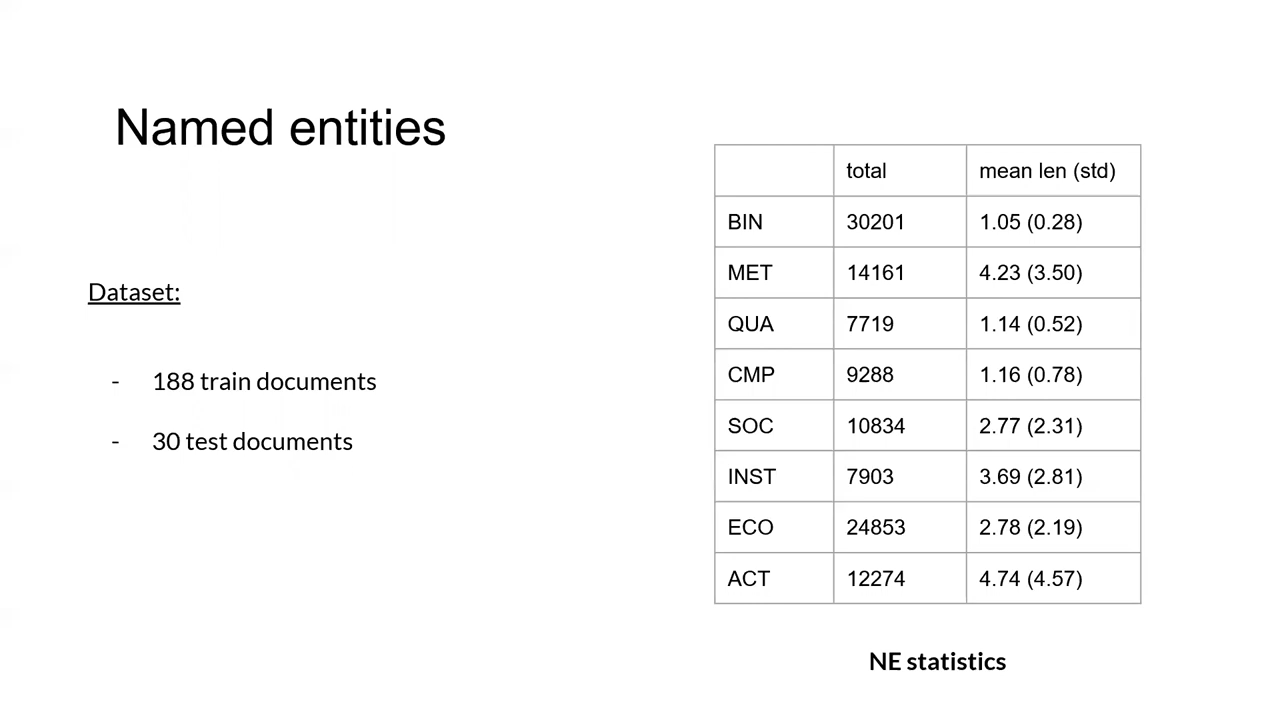 Named entities
Dataset:
- 188 train documents
- 30 test documents
total mean len (std)
BIN 30201 1.05 (0.28)
MET 14161 4.23 (3.50)
QUA 7719 1.14 (0.52)
CMP 9288 1.16 (0.78)
SOC 10834 2.77 (2.31)
INST 7903 3.69 (2.81)
ECO 24853 2.78 (2.19)
ACT 12274 4.74 (4.57)
NE statistics